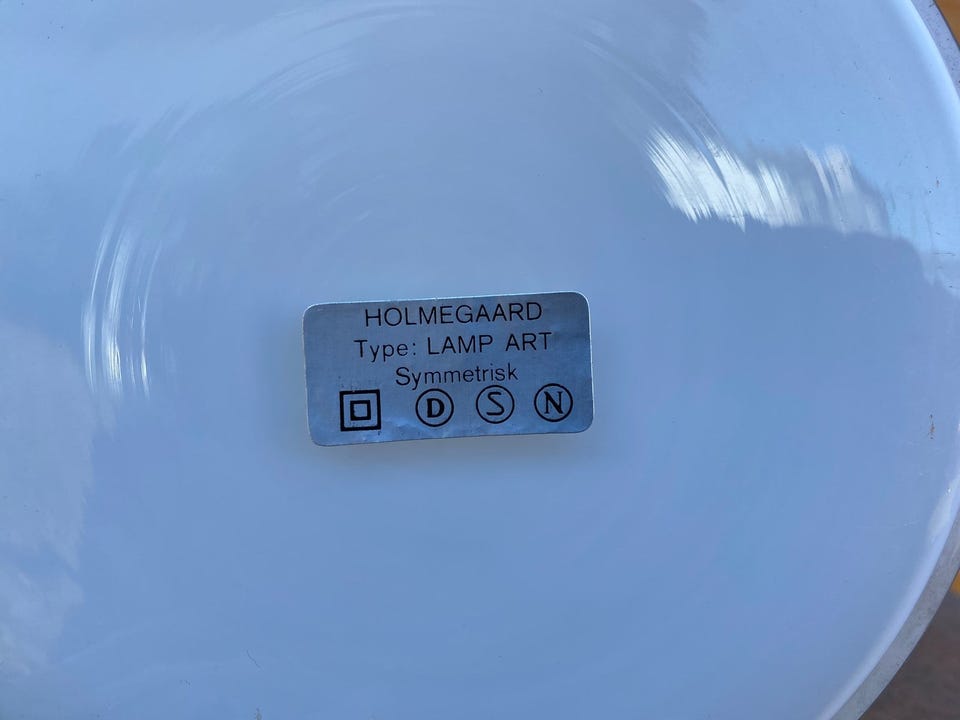 HOLMEGAARD
Type: LAMP ART
Symmetrisk
D S N